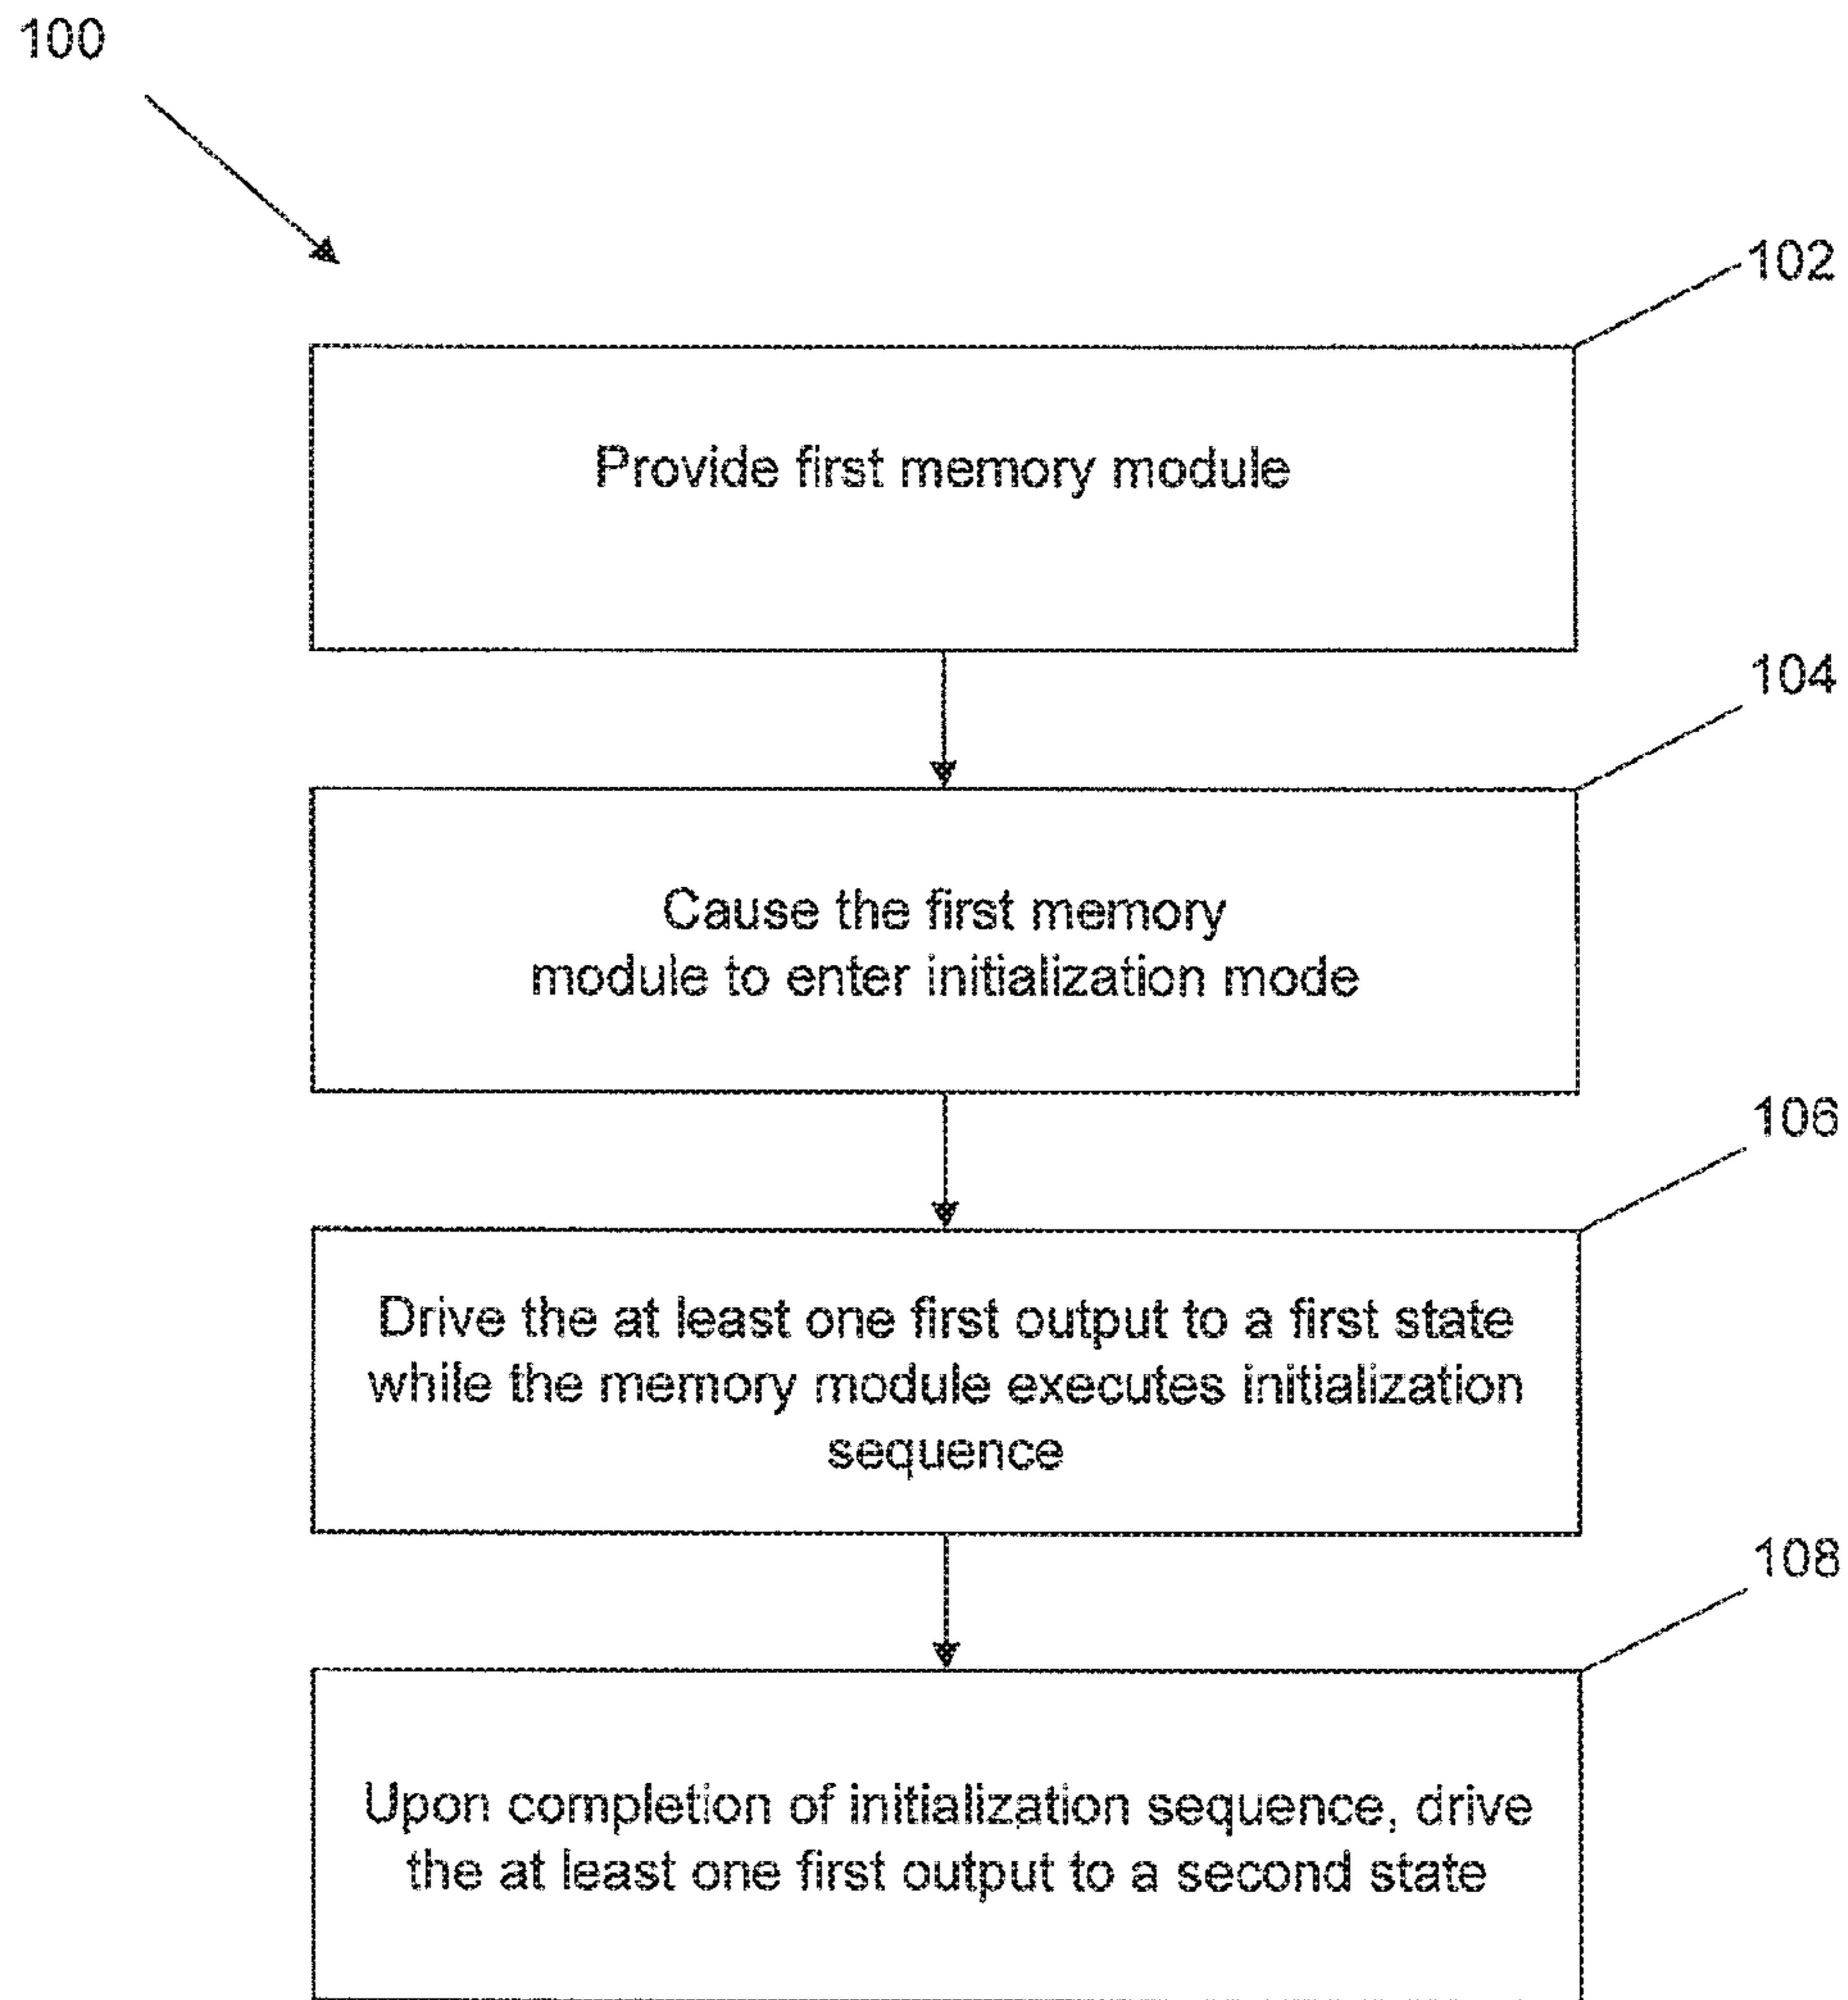 100
102
Provide first memory module
104
Cause the first memory
module to enter initialization mode
106
Drive the at least one first output to a first state
while the memory module executes initialization
sequence
108
Upon completion of initialization sequence, drive
the at least one first output to a second state